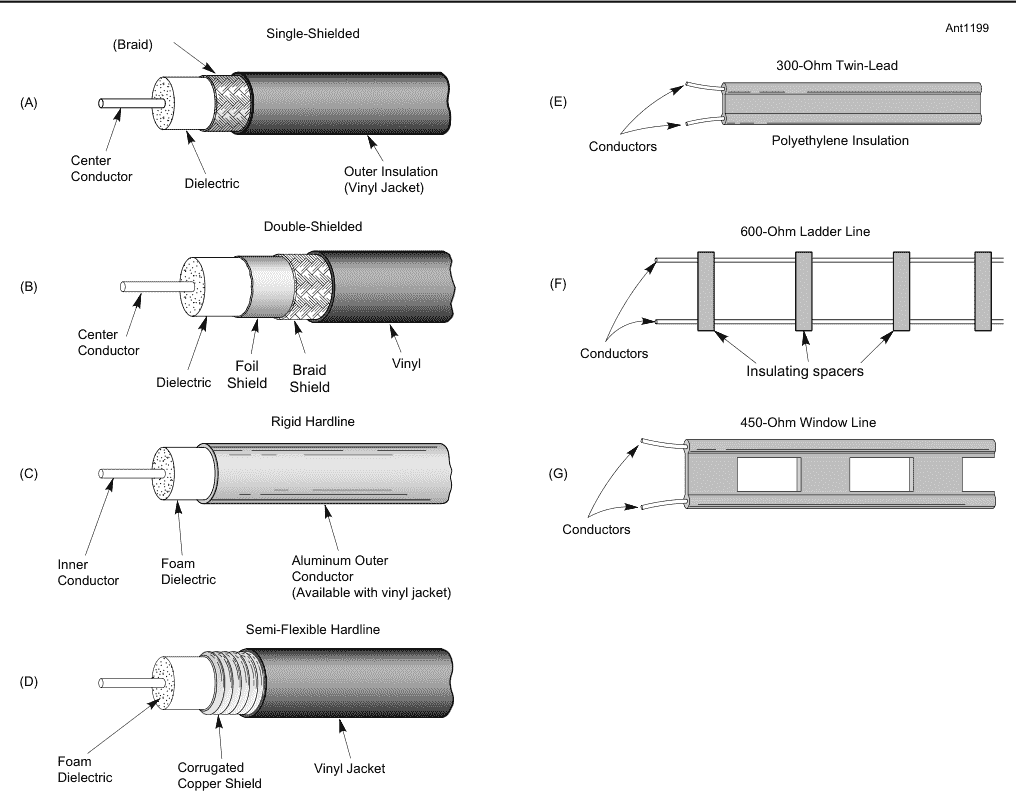 Ant1199
Single-Shielded
(Braid)
(A)
Center
Conductor
Dielectric
Outer Insulation
(Vinyl Jacket)
Double-Shielded
(B)
Center
Conductor
Dielectric
Foil
Shield
Braid
Shield
Vinyl
Rigid Hardline
(C)
Inner
Conductor
Foam
Dielectric
Aluminum Outer
Conductor
(Available with vinyl jacket)
Semi-Flexible Hardline
(D)
Foam
Dielectric
Corrugated
Copper Shield
Vinyl Jacket
300-Ohm Twin-Lead
(E)
Conductors
Polyethylene Insulation
600-Ohm Ladder Line
(F)
Conductors
Insulating spacers
450-Ohm Window Line
(G)
Conductors